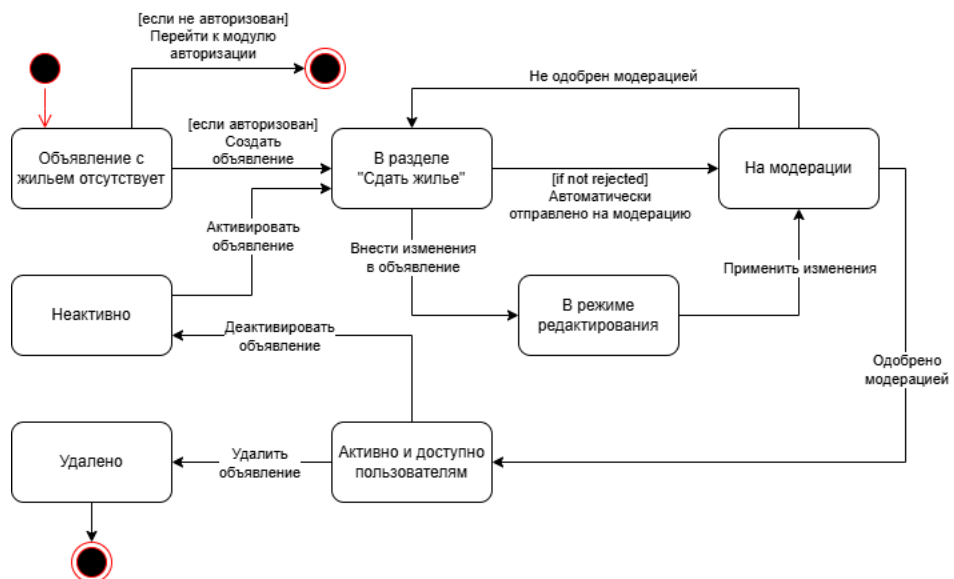 [если не авторизован]
Перейти к модулю
авторизации
Не одобрен модерацией
Объявление с
жильем отсутствует
[если авторизован]
Создать
объявление
В разделе
"Сдать жилье"
[if not rejected]
Автоматически
отправлено на модерацию
На модерации
Активировать
объявление
Внести изменения
в объявление
Применить изменения
Неактивно
В режиме
редактирования
Деактивировать
объявление
Одобрено
модерацией
Удалено
Удалить
объявление
Активно и доступно
пользователям